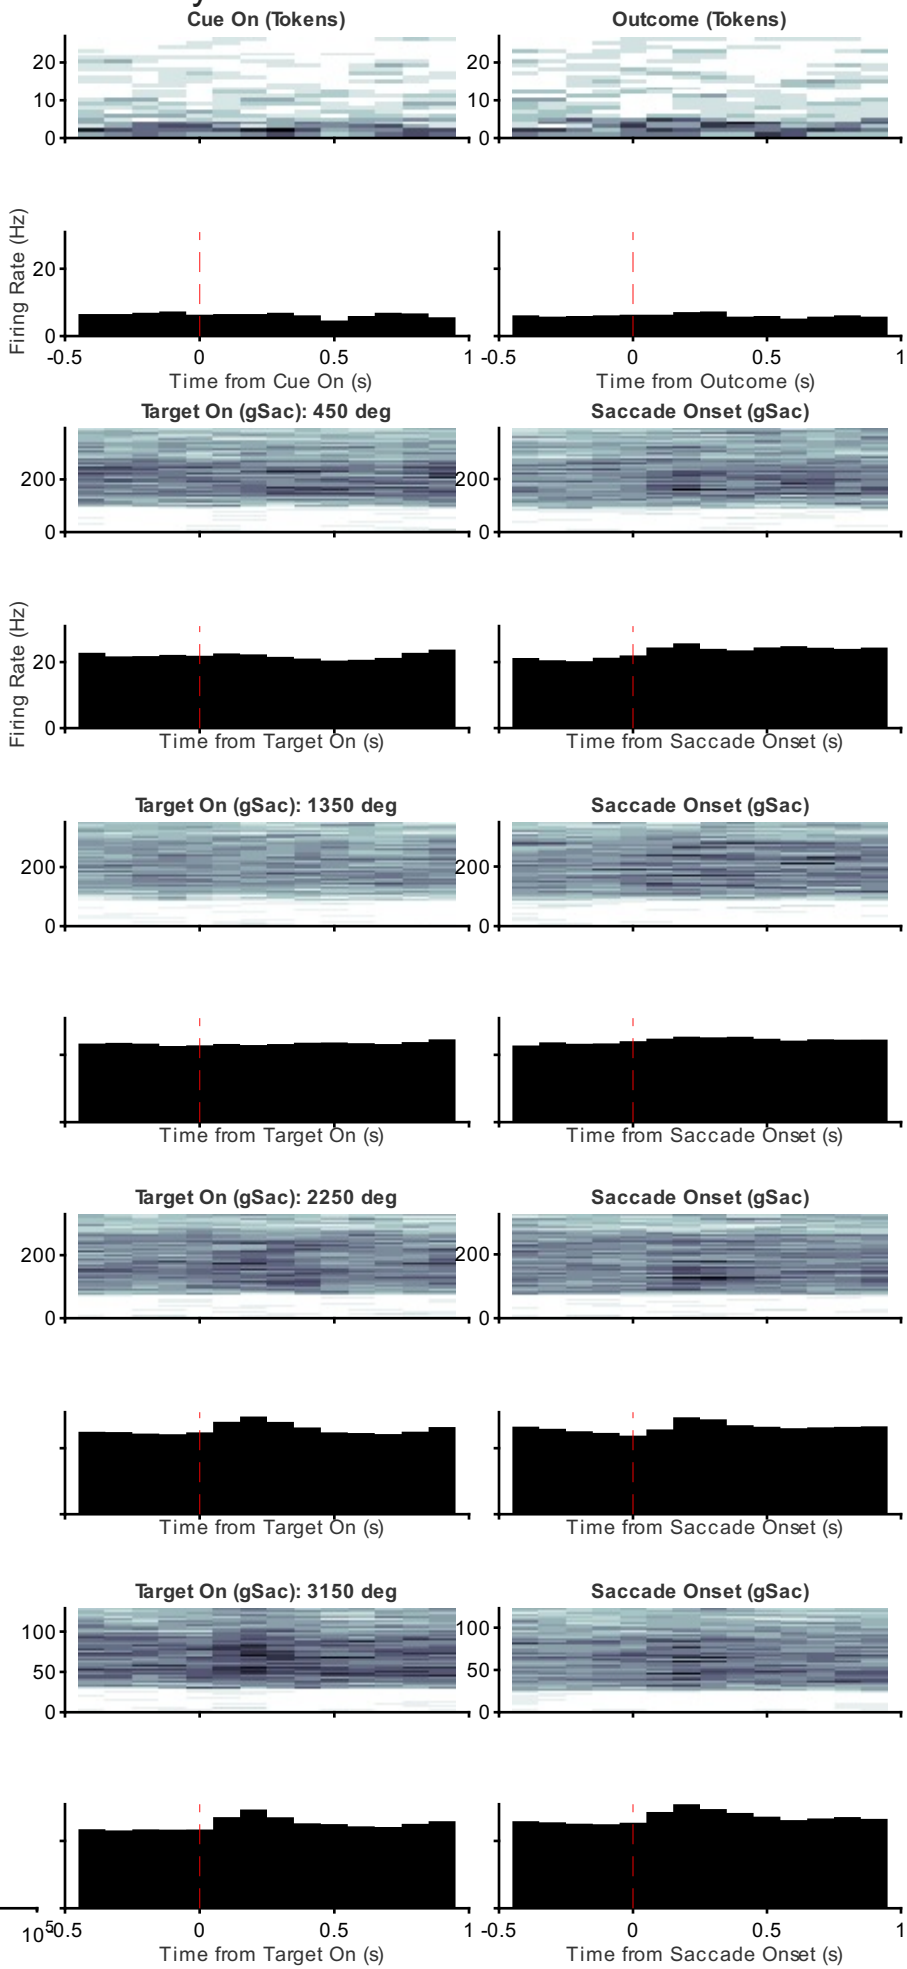 Cue On (Tokens) Outcome (Tokens)
20 20
10 10
0 0
Firing Rate (Hz)
20
0
-0.5 0 0.5 1 -0.5 0 0.5 1
Time from Cue On (s) Time from Outcome (s)
Target On (gSac): 450 deg Saccade Onset (gSac)
200 200
0 0
Firing Rate (Hz)
20
0
Time from Target On (s) Time from Saccade Onset (s)
Target On (gSac): 1350 deg Saccade Onset (gSac)
200 200
0 0
Time from Target On (s) Time from Saccade Onset (s)
Target On (gSac): 2250 deg Saccade Onset (gSac)
200 200
0 0
Time from Target On (s) Time from Saccade Onset (s)
Target On (gSac): 3150 deg Saccade Onset (gSac)
100 100
50 50
0 0
10⁵ -0.5 0 0.5 1 -0.5 0 0.5 1
Time from Target On (s) Time from Saccade Onset (s)